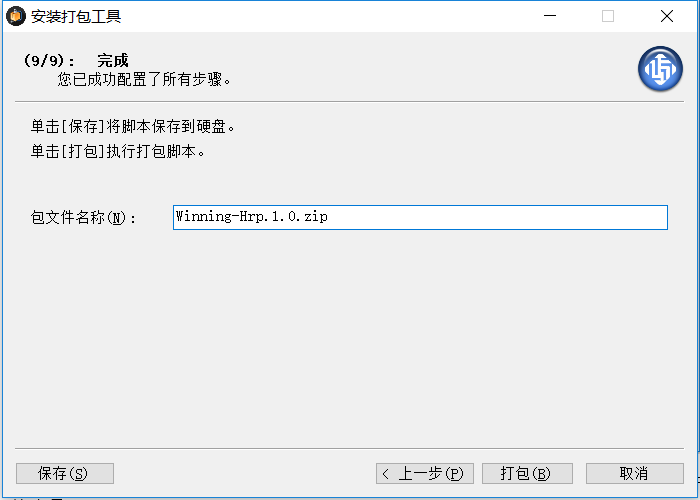 安装打包工具
(9/9): 完成
您已成功配置了所有步骤。
单击[保存]将脚本保存到硬盘。
单击[打包]执行打包脚本。
包文件名称(N): Winning-Hrp.1.0.zip
保存(S) < 上一步(P) 打包(B) 取消